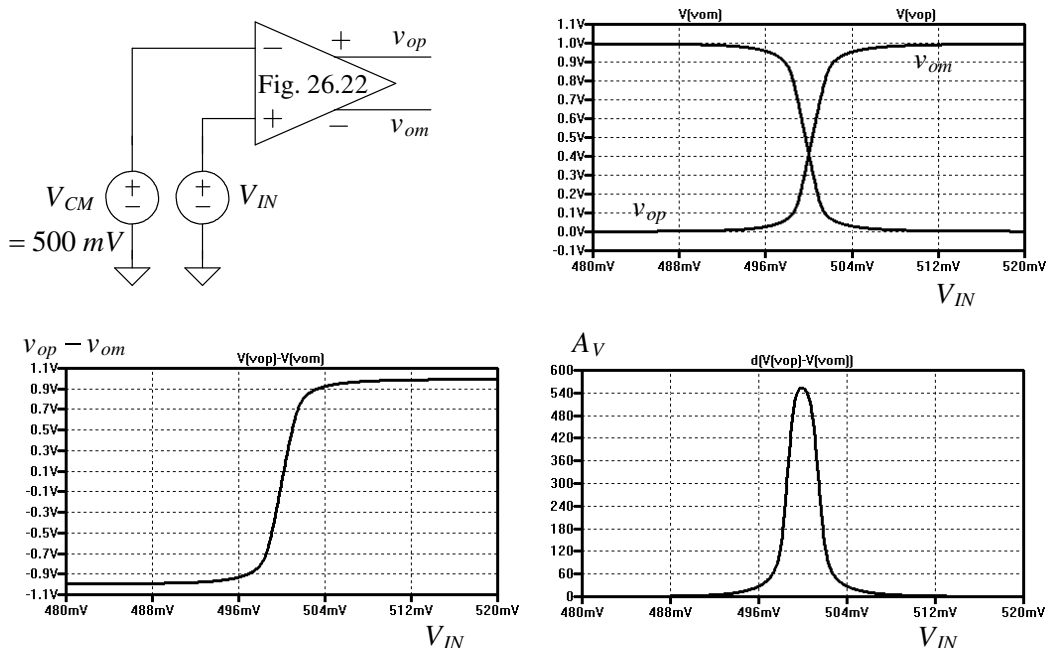 −
+
v_op
Fig. 26.22
+
−
v_om
+
−
V_CM
= 500 mV
+
−
V_IN
V(vom)
V(vop)
1.1V
1.0V
0.9V
0.8V
0.7V
0.6V
0.5V
0.4V
0.3V
0.2V
0.1V
0.0V
-0.1V
v_om
v_op
480mV 488mV 496mV 504mV 512mV 520mV
V_IN
v_op − v_om
V(vop)-V(vom)
1.1V
0.9V
0.7V
0.5V
0.3V
0.1V
-0.1V
-0.3V
-0.5V
-0.7V
-0.9V
-1.1V
480mV 488mV 496mV 504mV 512mV 520mV
V_IN
A_V
d(V(vop)-V(vom))
600
540
480
420
360
300
240
180
120
60
0
480mV 488mV 496mV 504mV 512mV 520mV
V_IN